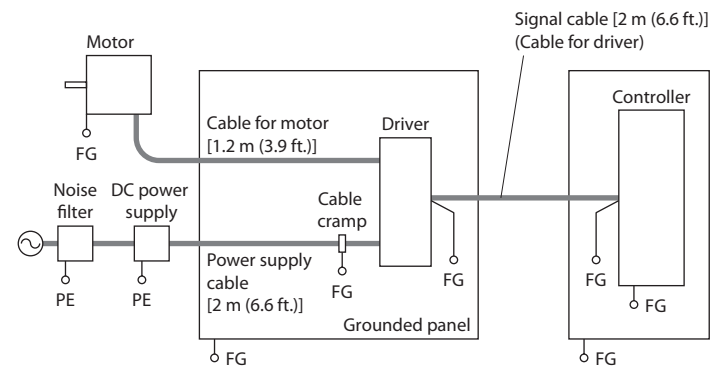 Signal cable [2 m (6.6 ft.)]
(Cable for driver)
Motor
Controller
Cable for motor
[1.2 m (3.9 ft.)]
Driver
FG
Noise
filter
DC power
supply
Cable
cramp
Power supply
cable
[2 m (6.6 ft.)]
PE
PE
FG
FG
FG
FG
Grounded panel
FG
FG